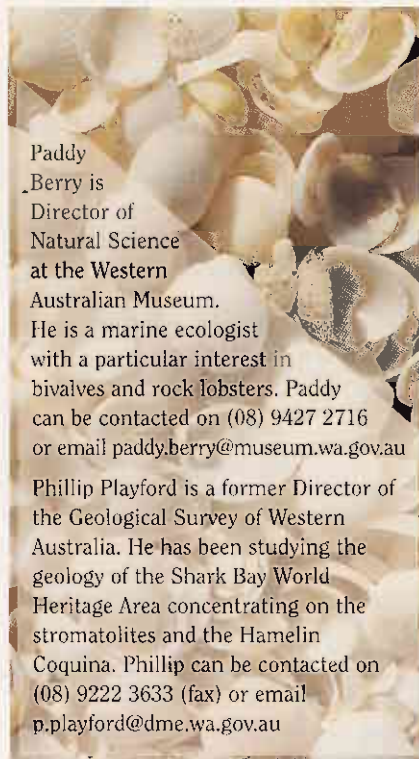 Paddy
Berry is
Director of
Natural Science
at the Western
Australian Museum.
He is a marine ecologist
with a particular interest in
bivalves and rock lobsters. Paddy
can be contacted on (08) 9427 2716
or email paddy.berry@museum.wa.gov.au
Phillip Playford is a former Director of
the Geological Survey of Western
Australia. He has been studying the
geology of the Shark Bay World
Heritage Area concentrating on the
stromatolites and the Hamelin
Coquina. Phillip can be contacted on
(08) 9222 3633 (fax) or email
p.playford@dme.wa.gov.au